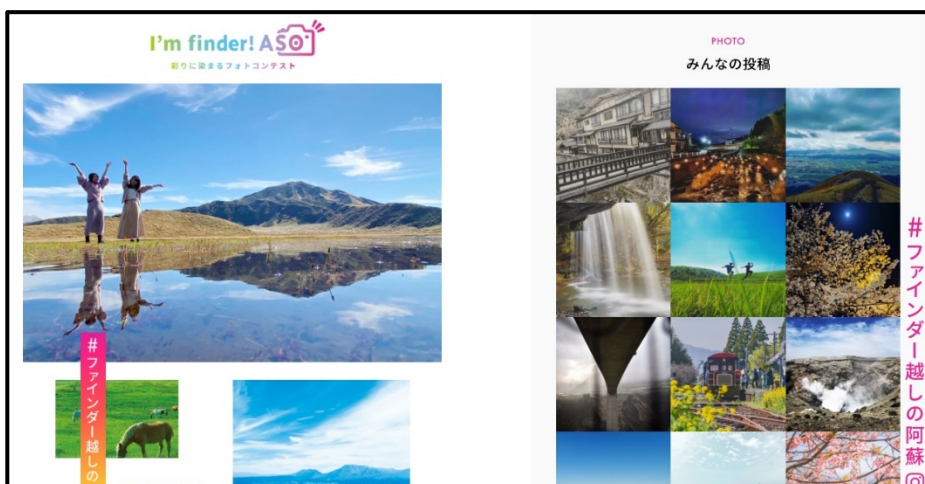 I'm finder! ASO
彩りに染まるフォトコンテスト
#ファインダー越しの
PHOTO
みんなの投稿
#ファインダー越しの阿蘇